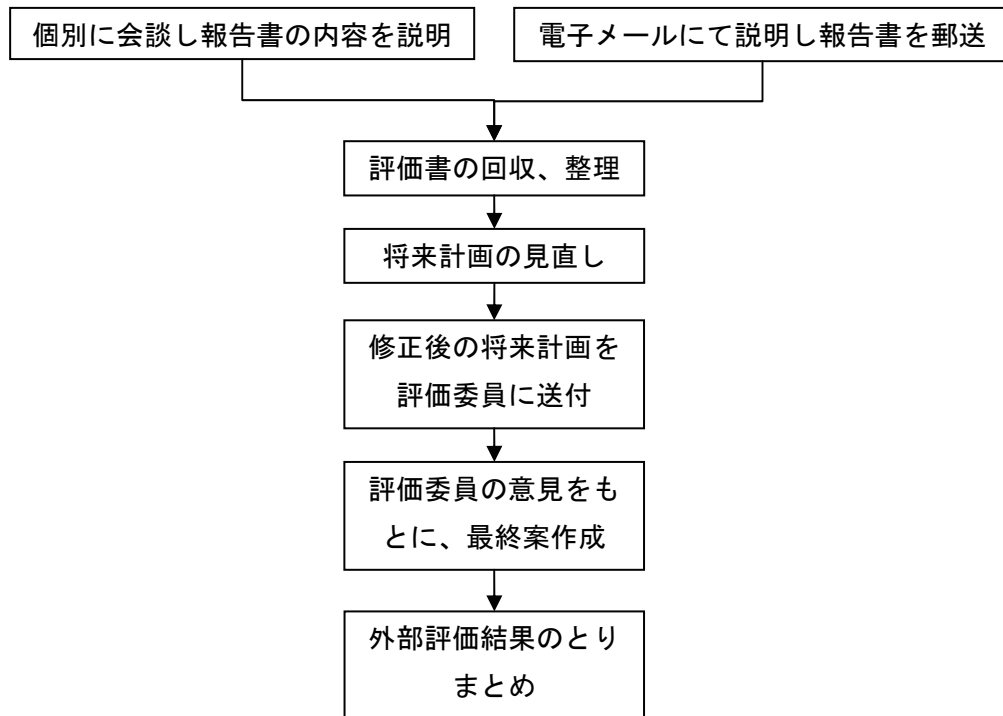 個別に会談し報告書の内容を説明
電子メールにて説明し報告書を郵送
評価書の回収、整理
将来計画の見直し
修正後の将来計画を
評価委員に送付
評価委員の意見をも
とに、最終案作成
外部評価結果のとり
まとめ